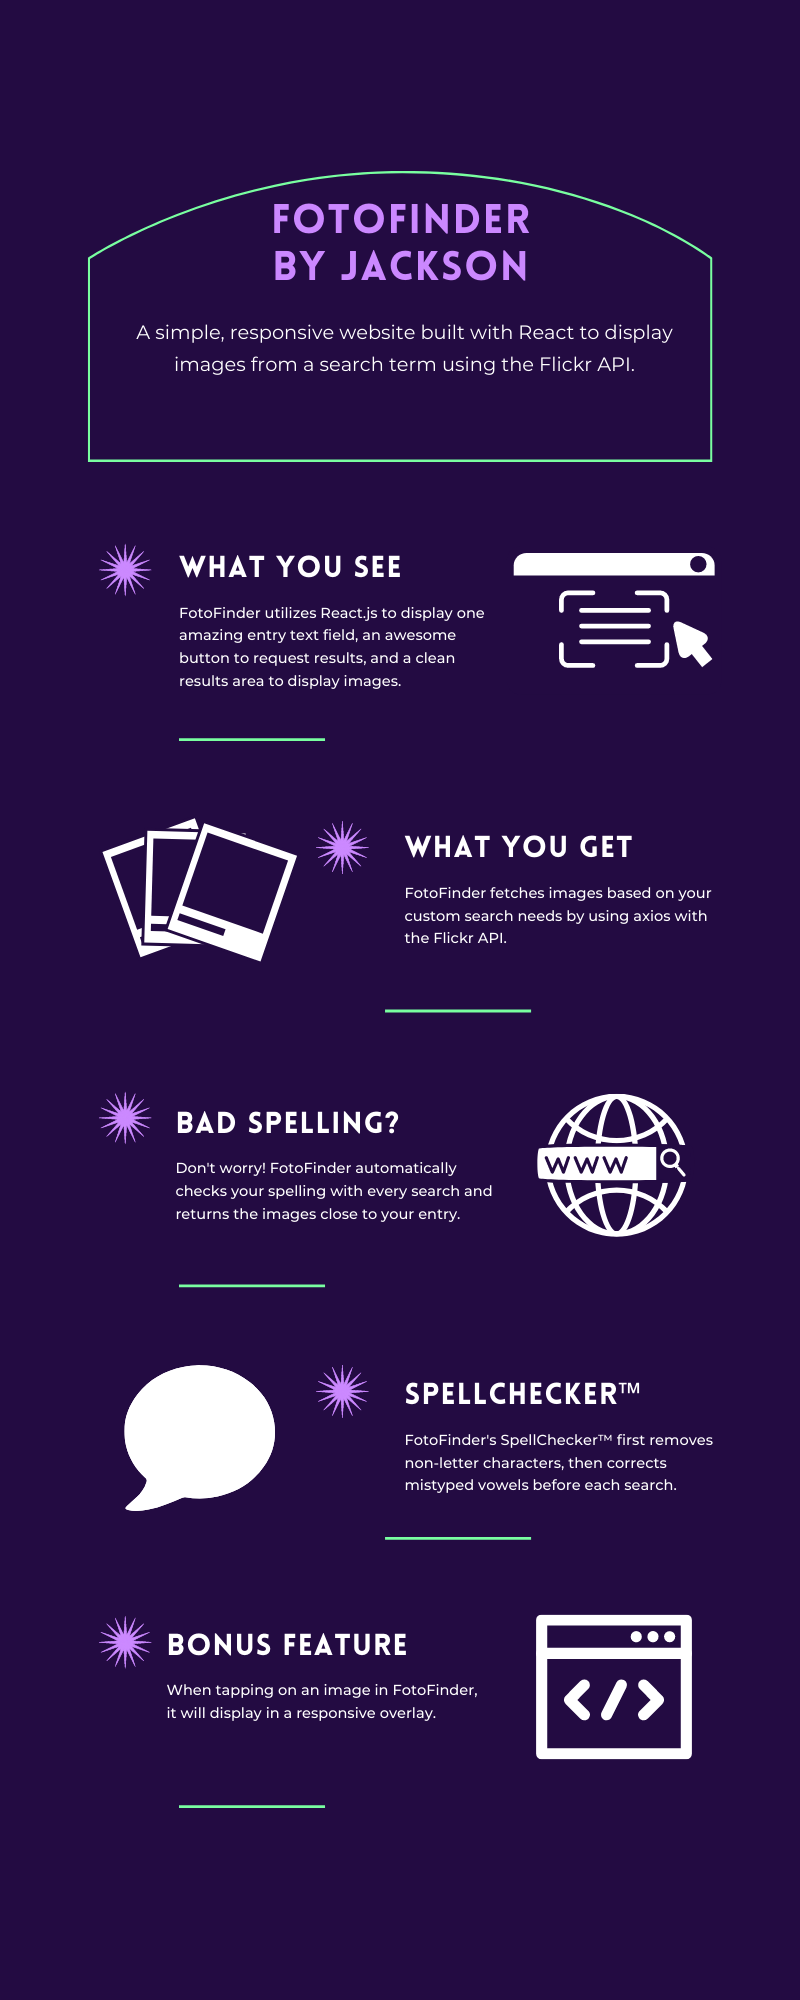 FOTOFINDER
BY JACKSON
A simple, responsive website built with React to display
images from a search term using the Flickr API.
WHAT YOU SEE
FotoFinder utilizes React.js to display one
amazing entry text field, an awesome
button to request results, and a clean
results area to display images.
WHAT YOU GET
FotoFinder fetches images based on your
custom search needs by using axios with
the Flickr API.
BAD SPELLING?
Don't worry! FotoFinder automatically
checks your spelling with every search and
returns the images close to your entry.
WWW
SPELLCHECKER™
FotoFinder's SpellChecker™ first removes
non-letter characters, then corrects
mistyped vowels before each search.
BONUS FEATURE
When tapping on an image in FotoFinder,
it will display in a responsive overlay.